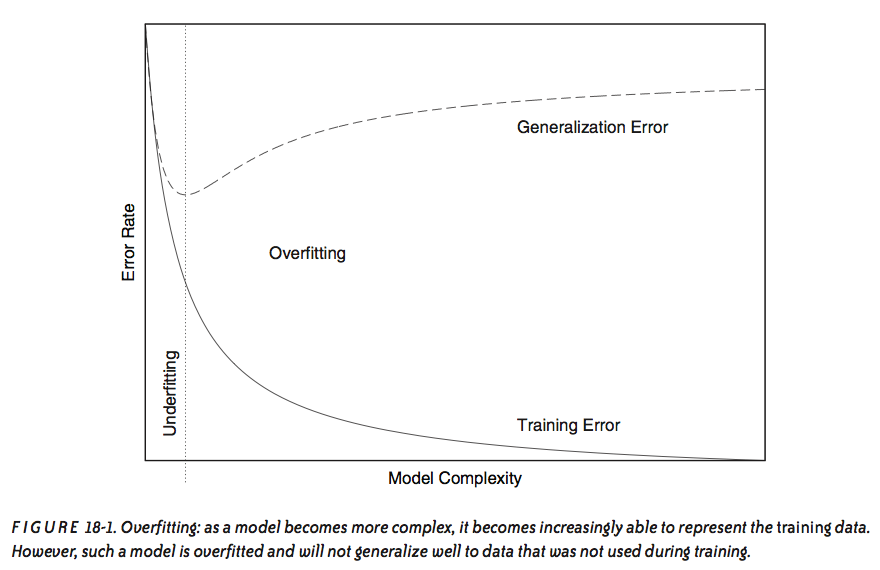 Generalization Error
Error Rate
Overfitting
Underfitting
Training Error
Model Complexity
FIGURE 18-1. Overfitting: as a model becomes more complex, it becomes increasingly able to represent the training data.
However, such a model is overfitted and will not generalize well to data that was not used during training.